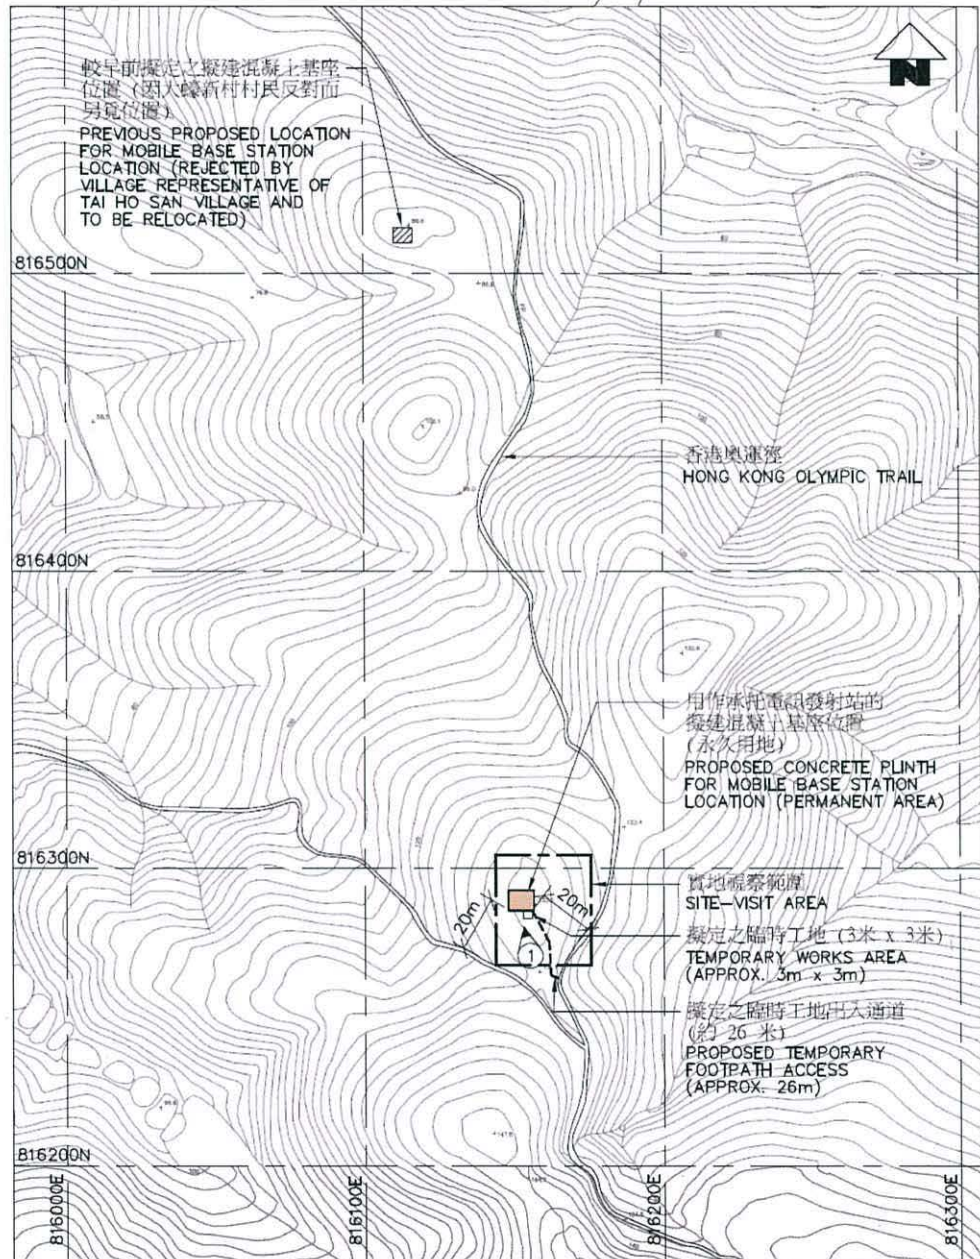 較早前擬定之擬建混凝土基座
位置 (因大蠔新村村民反對而
另覓位置)
PREVIOUS PROPOSED LOCATION
FOR MOBILE BASE STATION
LOCATION (REJECTED BY
VILLAGE REPRESENTATIVE OF
TAI HO SAN VILLAGE AND
TO BE RELOCATED)
N
816500N
香港奧運徑
HONG KONG OLYMPIC TRAIL
816400N
用作承托電訊發射站的
擬建混凝土基座位置
(永久用地)
PROPOSED CONCRETE PLINTH
FOR MOBILE BASE STATION
LOCATION (PERMANENT AREA)
816300N
實地視察範圍
SITE-VISIT AREA
20m
20m
1
擬定之臨時工地 (3米 x 3米)
TEMPORARY WORKS AREA
(APPROX. 3m x 3m)
擬定之臨時工地出入通道
(約 26 米)
PROPOSED TEMPORARY
FOOTPATH ACCESS
(APPROX. 26m)
816200N
816000E
816100E
816200E
816300E